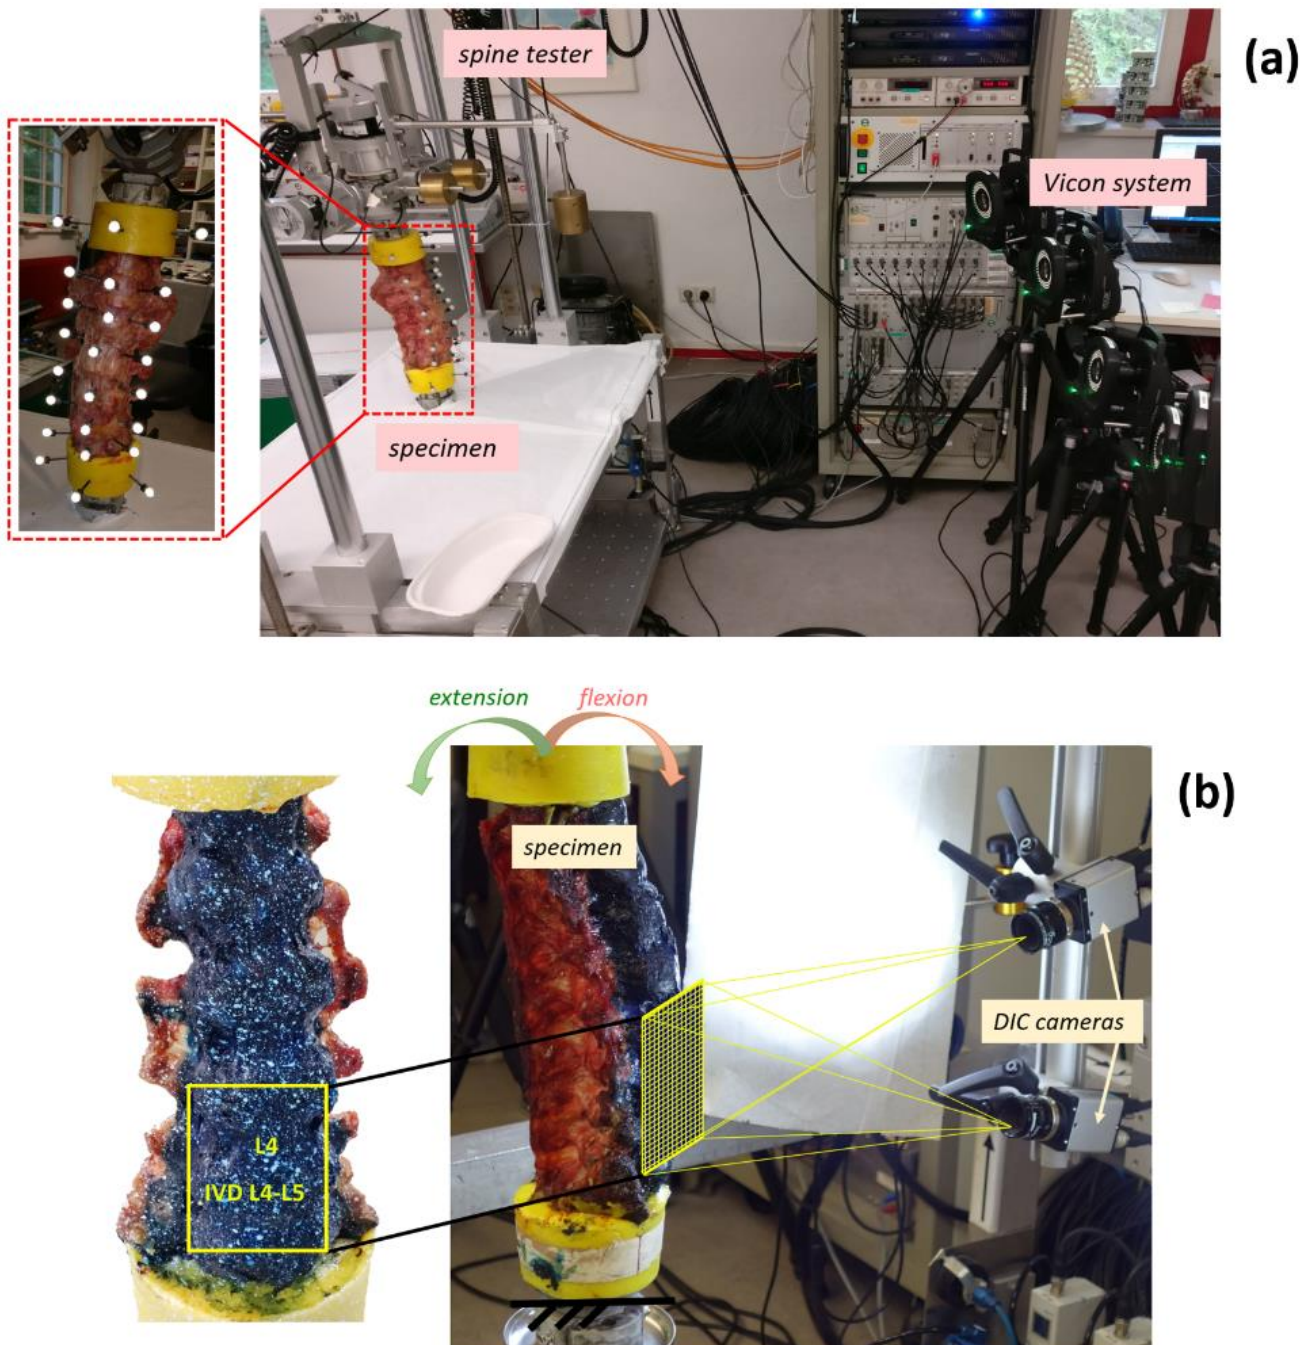 spine tester
(a)
Vicon system
specimen
extension
flexion
(b)
specimen
DIC cameras
L4
IVD L4-L5